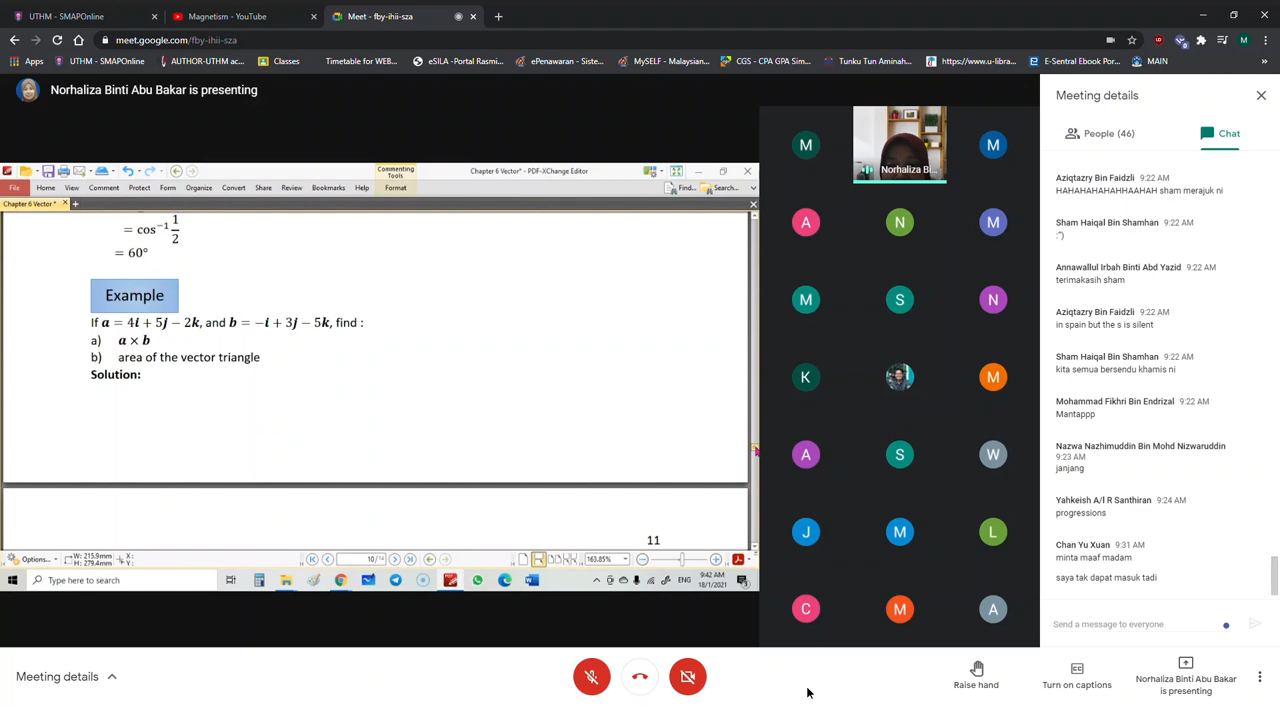 UTHM - SMAPOnline
Magnetism - YouTube
Meet - fby-ihii-sza
meet.google.com/fby-ihii-sza
M
Apps
UTHM - SMAPOnline
AUTHOR-UTHM ac...
Classes
Timetable for WEB...
eSILA -Portal Rasmi...
ePenawaran - Siste...
MySELF - Malaysian...
CGS - CPA GPA Sim...
Tunku Tun Aminah...
https://www.u-libra...
E-Sentral Ebook Por...
MAIN
Norhaliza Binti Abu Bakar is presenting
Commenting Tools
Chapter 6 Vector* - PDF-XChange Editor
File Home View Comment Protect Form Organize Convert Share Review Bookmarks Help Format
Find...
Search...
Chapter 6 Vector *
= cos⁻¹ 1/2
= 60°
Example
If a = 4i + 5j − 2k, and b = −i + 3j − 5k, find :
a) a × b
b) area of the vector triangle
Solution:
11
Options...
W: 215.9mm
H: 279.4mm
X:
Y:
10/14
163.85%
Type here to search
ENG
9:42 AM
18/1/2021
M
Norhaliza Bi...
M
A
N
M
M
S
N
K
M
A
S
W
J
M
L
C
M
A
Meeting details
People (46)
Chat
Aziqtazry Bin Faidzli 9:22 AM
HAHAHAHAHAHHAAHAH sham merajuk ni
Sham Haiqal Bin Shamhan 9:22 AM
:")
Annawallul Irbah Binti Abd Yazid 9:22 AM
terimakasih sham
Aziqtazry Bin Faidzli 9:22 AM
in spain but the s is silent
Sham Haiqal Bin Shamhan 9:22 AM
kita semua bersendu khamis ni
Mohammad Fikhri Bin Endrizal 9:22 AM
Mantappp
Nazwa Nazhimuddin Bin Mohd Nizwaruddin
9:23 AM
janjang
Yahkeish A/l R Santhiran 9:24 AM
progressions
Chan Yu Xuan 9:31 AM
minta maaf madam
saya tak dapat masuk tadi
Send a message to everyone
Meeting details
Raise hand
Turn on captions
Norhaliza Binti Abu Bakar
is presenting